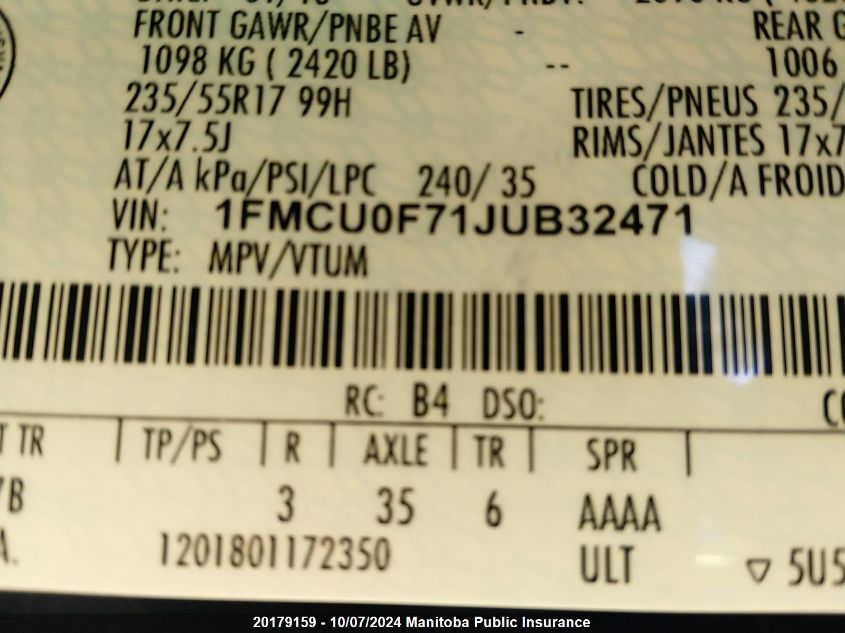 FRONT GAWR/PNBE AV - REAR G
1098 KG ( 2420 LB) -- 1006
235/55R17 99H TIRES/PNEUS 235/
17x7.5J RIMS/JANTES 17x7
AT/A kPa/PSI/LPC 240/ 35 COLD/A FROID
VIN: 1FMCU0F71JUB32471
TYPE: MPV/VTUM
RC: B4 DSO:
T TR | TP/PS | R | AXLE | TR | SPR |
/B 3 35 6 AAAA
A. 1201801172350 ULT ▽ 5U5
20179159 - 10/07/2024 Manitoba Public Insurance